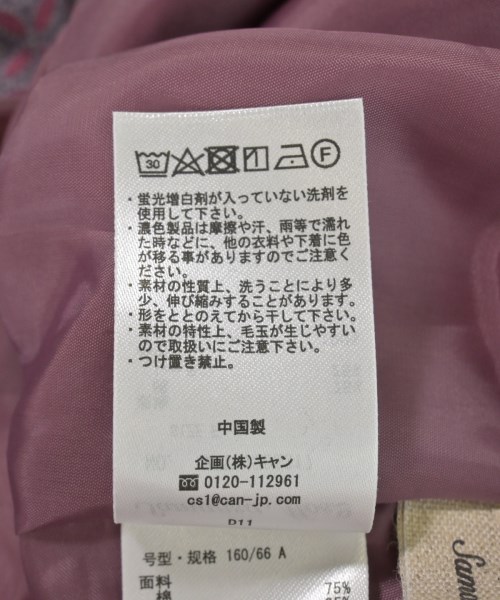 30 F
・蛍光増白剤が入っていない洗剤を
使用して下さい。
・濃色製品は摩擦や汗、雨等で濡れ
た時などに、他の衣料や下着に色
が移る事がありますのでご注意く
ださい。
・素材の性質上、洗うことにより多
少、伸び縮みすることがあります。
・形をととのえてから干して下さい。
・素材の特性上、毛玉が生じやすい
ので取扱いにご注意下さい。
・つけ置き禁止。
中国製
企画(株)キャン
0120-112961
cs1@can-jp.com
D11
号型・规格 160/66 A
面料
棉 75%